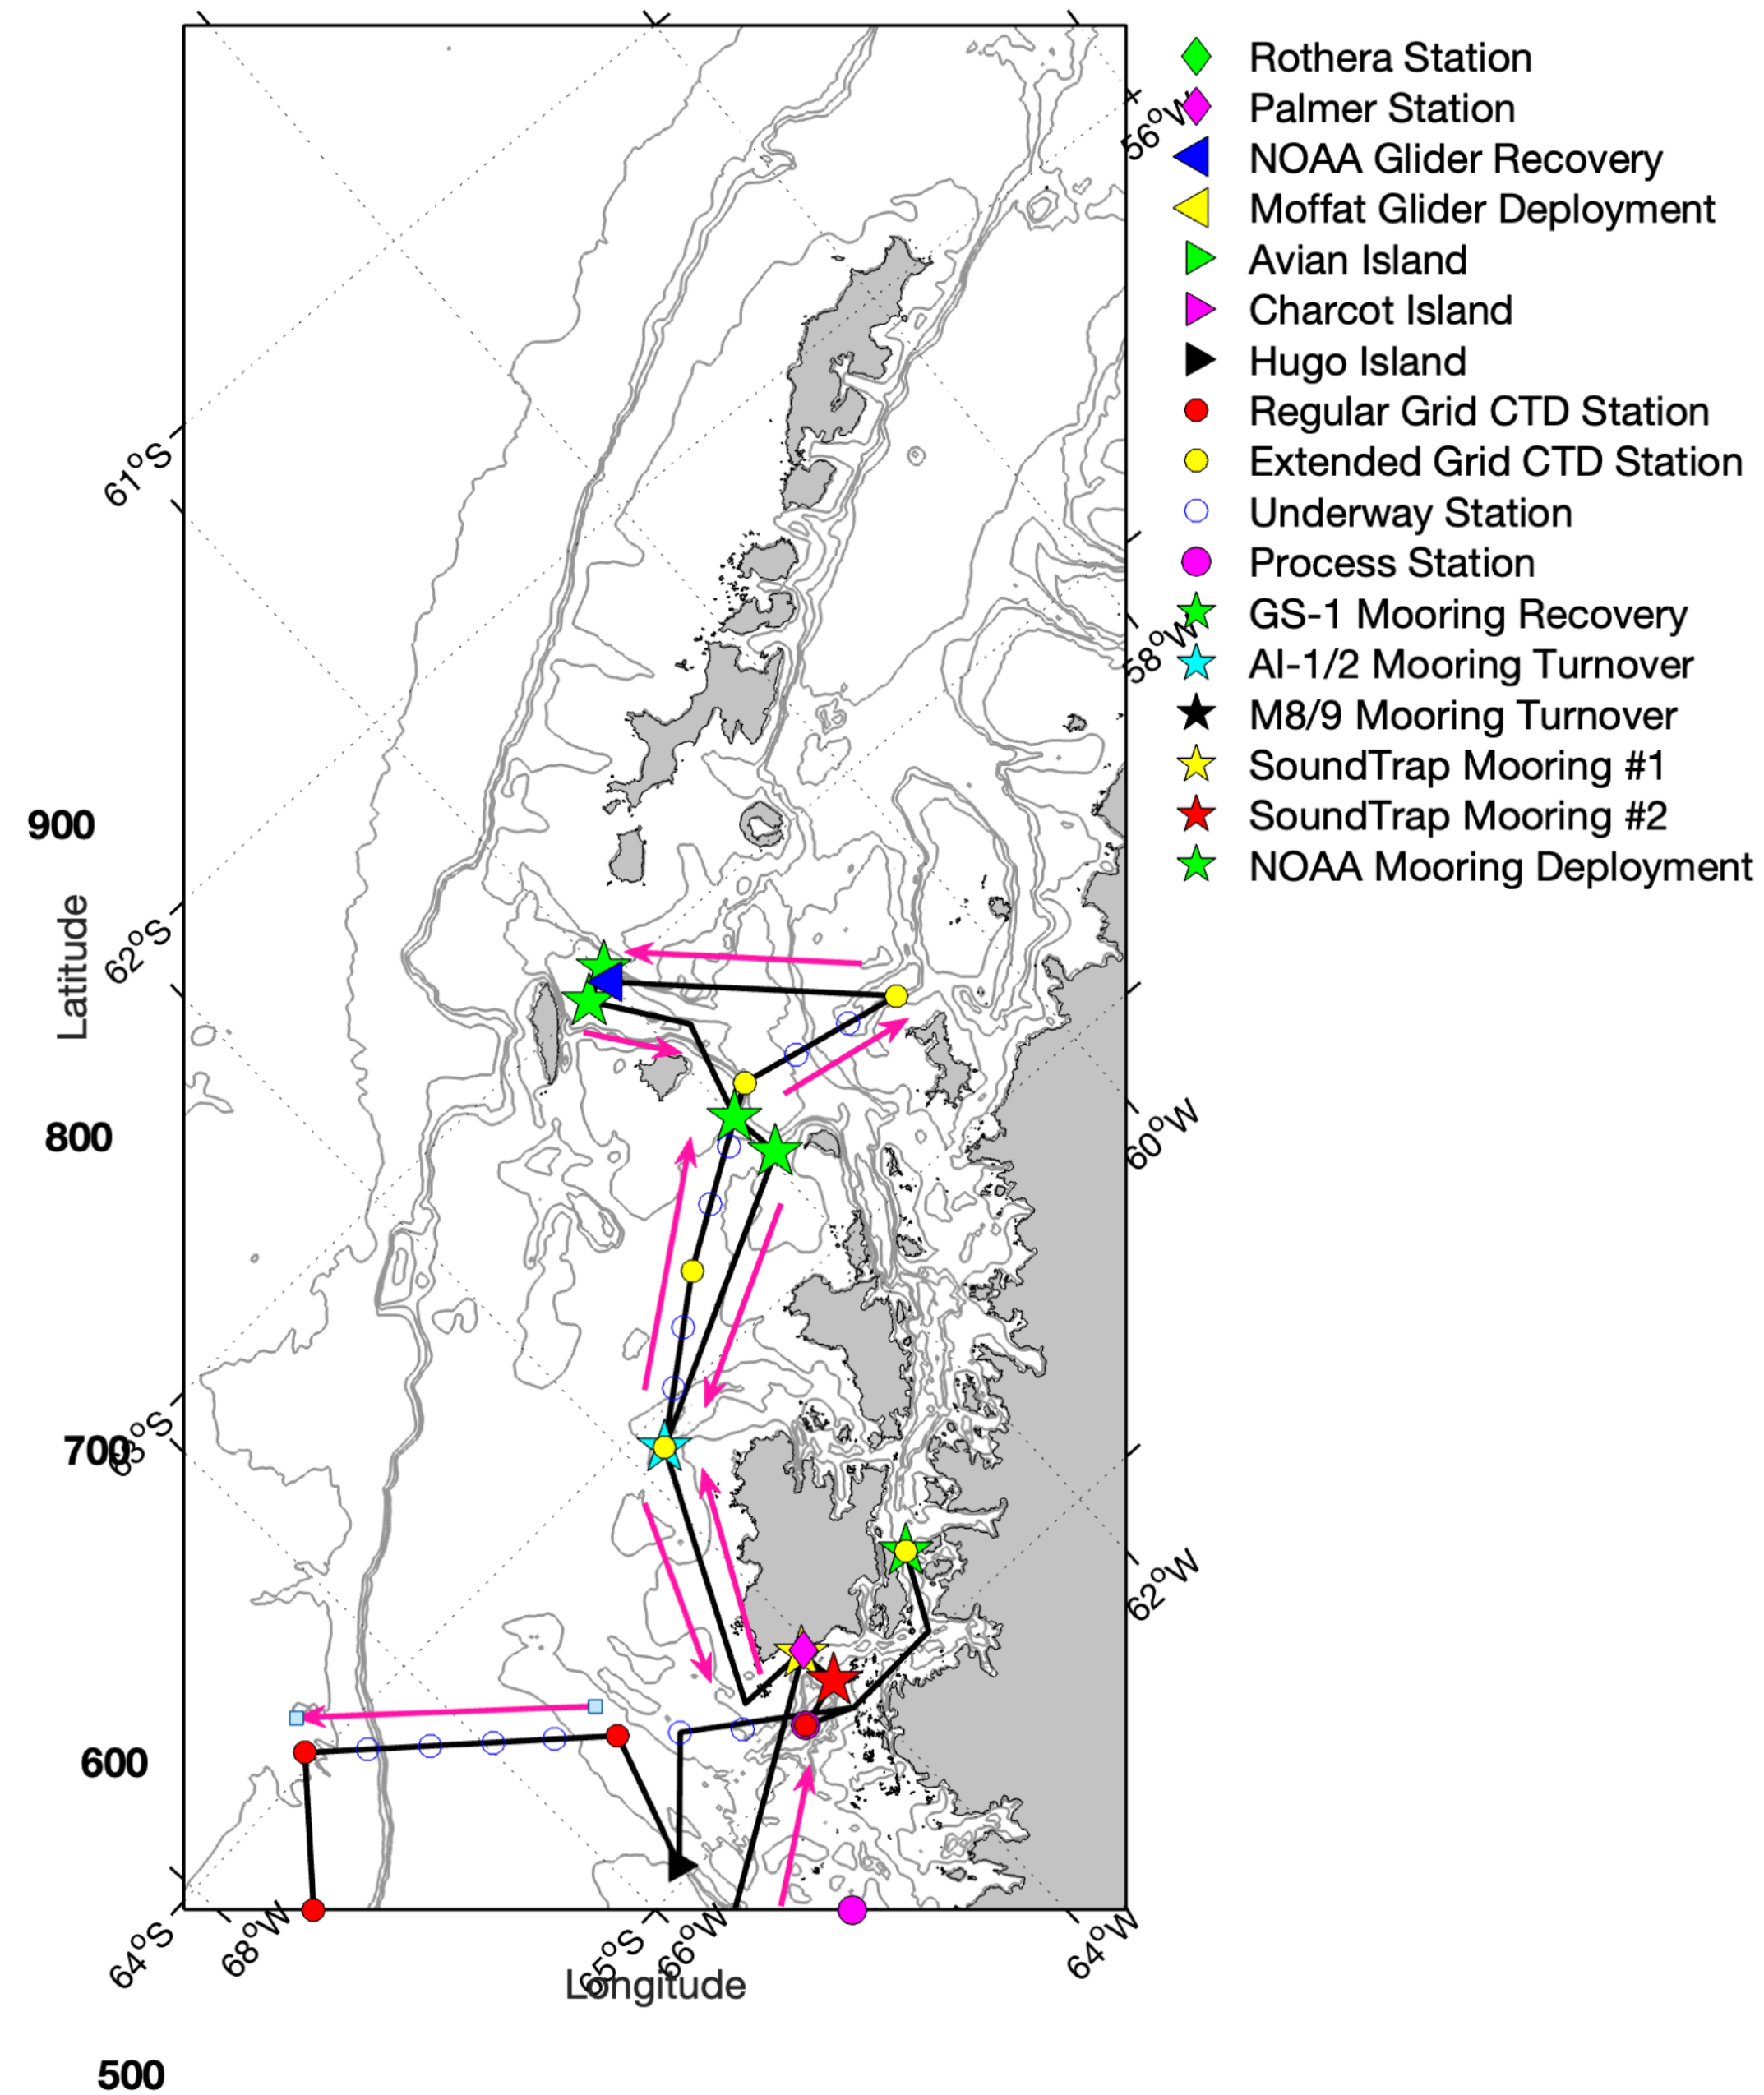 Rothera Station
Palmer Station
NOAA Glider Recovery
Moffat Glider Deployment
Avian Island
Charcot Island
Hugo Island
Regular Grid CTD Station
Extended Grid CTD Station
Underway Station
Process Station
GS-1 Mooring Recovery
AI-1/2 Mooring Turnover
M8/9 Mooring Turnover
SoundTrap Mooring #1
SoundTrap Mooring #2
NOAA Mooring Deployment
56°W
58°W
60°W
62°W
64°W
61°S
62°S
63°S
64°S
68°W
65°S
66°W
900
800
700
600
500
Latitude
Longitude